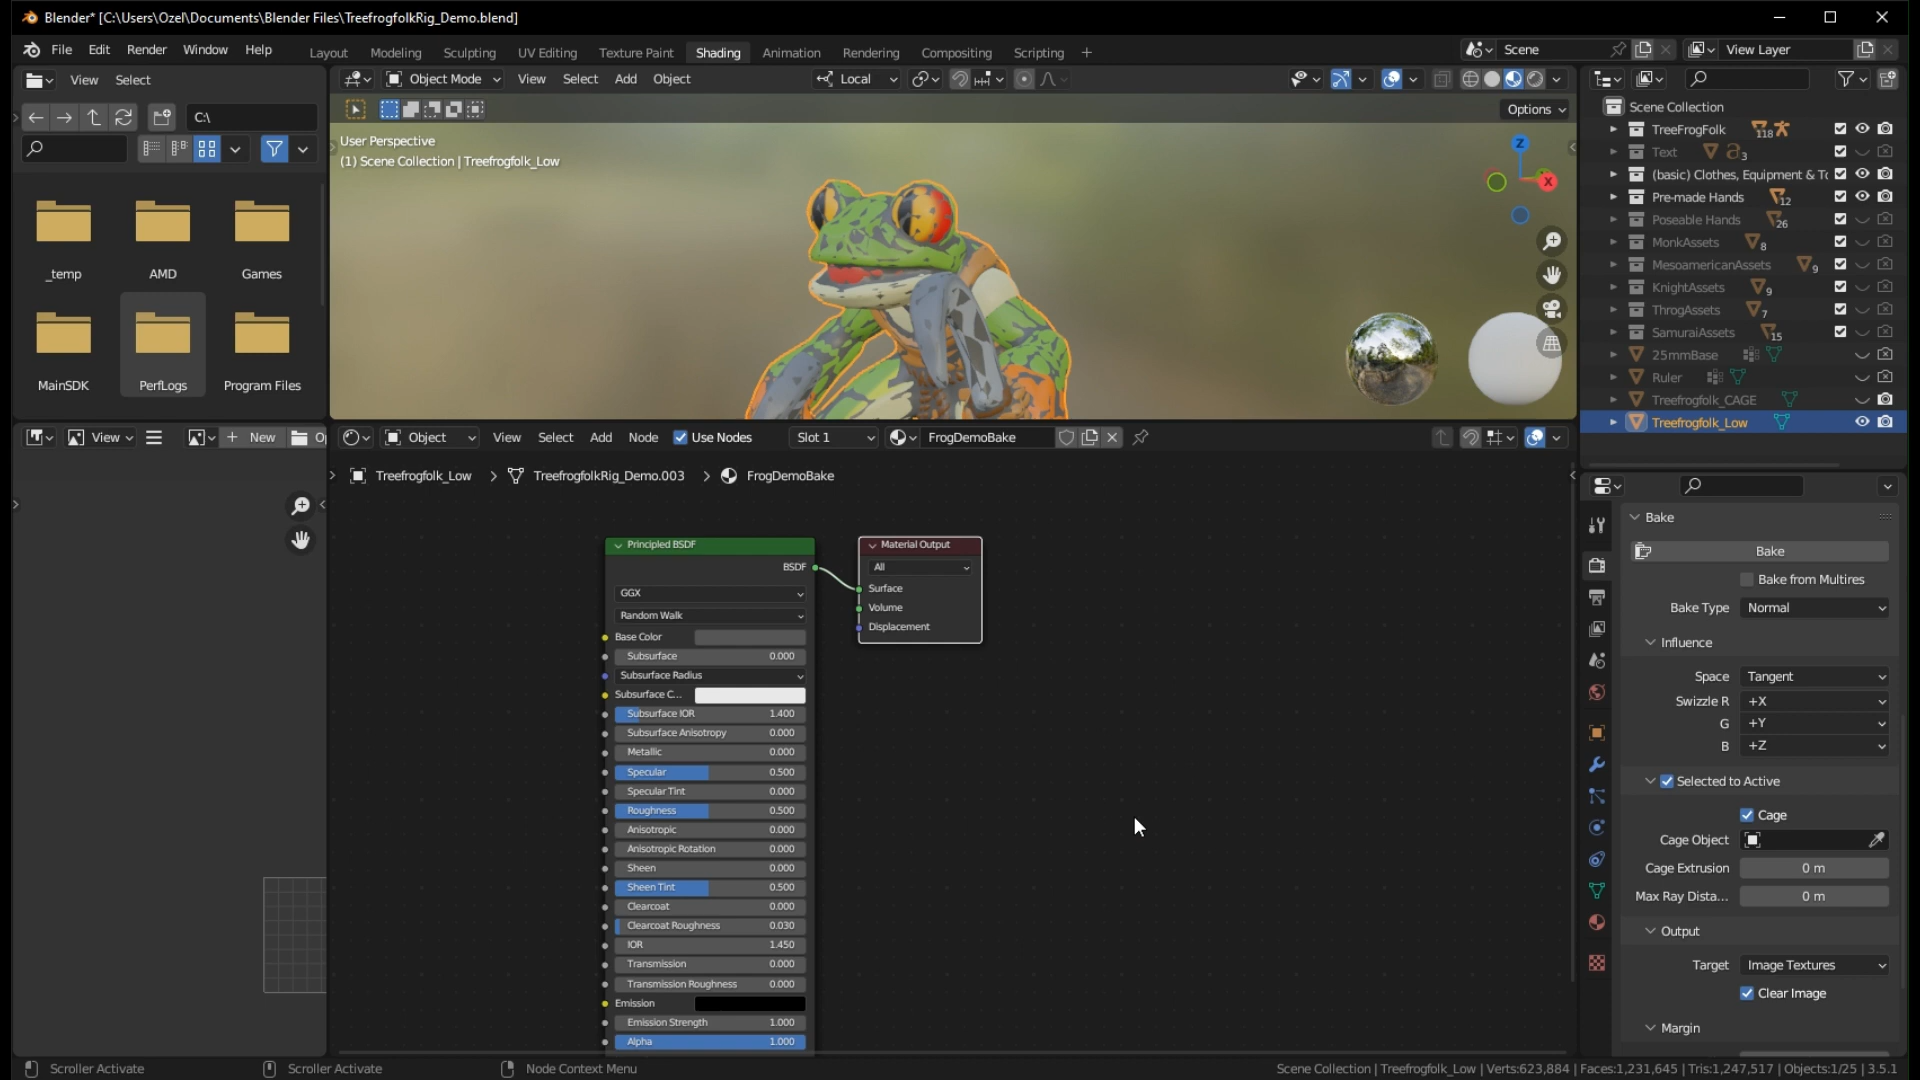 Blender* [C:\Users\Ozel\Documents\Blender Files\TreefrogfolkRig_Demo.blend]
File Edit Render Window Help
Layout Modeling Sculpting UV Editing Texture Paint Shading Animation Rendering Compositing Scripting +
Scene
View Layer
View Select
C:\
_temp AMD Games
MainSDK PerfLogs Program Files
Object Mode View Select Add Object
Local
Options
User Perspective
(1) Scene Collection | Treefrogfolk_Low
Z
X
Scene Collection
TreeFrogFolk 118
Text 3
(basic) Clothes, Equipment & To
Pre-made Hands 12
Poseable Hands 26
MonkAssets 8
MesoamericanAssets 9
KnightAssets 9
ThrogAssets 7
SamuraiAssets 15
25mmBase
Ruler
Treefrogfolk_CAGE
Treefrogfolk_Low
View
+ New
Object View Select Add Node Use Nodes Slot 1 FrogDemoBake
Treefrogfolk_Low > TreefrogfolkRig_Demo.003 > FrogDemoBake
Principled BSDF
BSDF
GGX
Random Walk
Base Color
Subsurface 0.000
Subsurface Radius
Subsurface C...
Subsurface IOR 1.400
Subsurface Anisotropy 0.000
Metallic 0.000
Specular 0.500
Specular Tint 0.000
Roughness 0.500
Anisotropic 0.000
Anisotropic Rotation 0.000
Sheen 0.000
Sheen Tint 0.500
Clearcoat 0.000
Clearcoat Roughness 0.030
IOR 1.450
Transmission 0.000
Transmission Roughness 0.000
Emission
Emission Strength 1.000
Alpha 1.000
Material Output
All
Surface
Volume
Displacement
Bake
Bake
Bake from Multires
Bake Type Normal
Influence
Space Tangent
Swizzle R +X
G +Y
B +Z
Selected to Active
Cage
Cage Object
Cage Extrusion 0 m
Max Ray Dista... 0 m
Output
Target Image Textures
Clear Image
Margin
Scroller Activate
Scroller Activate
Node Context Menu
Scene Collection | Treefrogfolk_Low | Verts:623,884 | Faces:1,231,645 | Tris:1,247,517 | Objects:1/25 | 3.5.1